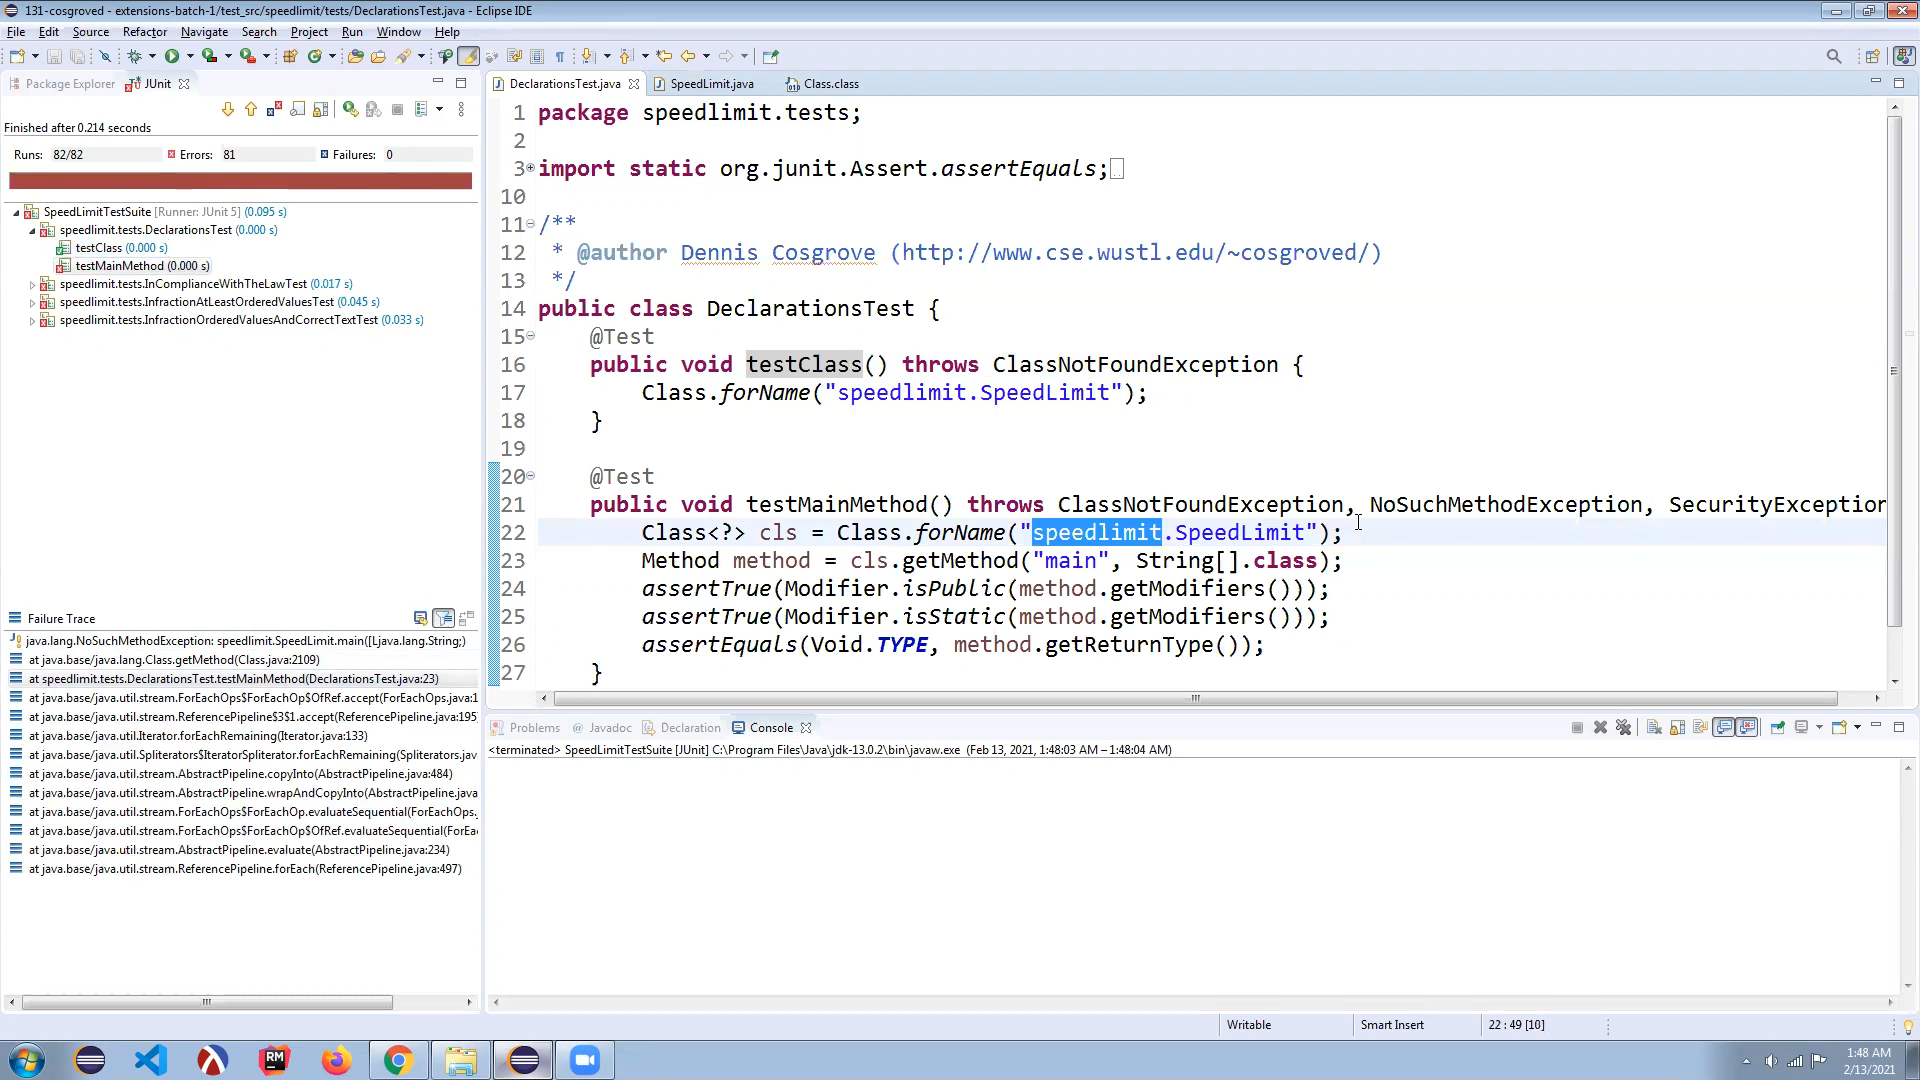 131-cosgroved - extensions-batch-1/test_src/speedlimit/tests/DeclarationsTest.java - Eclipse IDE
File Edit Source Refactor Navigate Search Project Run Window Help
Package Explorer JUnit
Finished after 0.214 seconds
Runs: 82/82 Errors: 81 Failures: 0
SpeedLimitTestSuite [Runner: JUnit 5] (0.095 s)
speedlimit.tests.DeclarationsTest (0.000 s)
testClass (0.000 s)
testMainMethod (0.000 s)
speedlimit.tests.InComplianceWithTheLawTest (0.017 s)
speedlimit.tests.InfractionAtLeastOrderedValuesTest (0.045 s)
speedlimit.tests.InfractionOrderedValuesAndCorrectTextTest (0.033 s)
Failure Trace
java.lang.NoSuchMethodException: speedlimit.SpeedLimit.main([Ljava.lang.String;)
at java.base/java.lang.Class.getMethod(Class.java:2109)
at speedlimit.tests.DeclarationsTest.testMainMethod(DeclarationsTest.java:23)
at java.base/java.util.stream.ForEachOps$ForEachOp$OfRef.accept(ForEachOps.java:1
at java.base/java.util.stream.ReferencePipeline$3$1.accept(ReferencePipeline.java:195
at java.base/java.util.Iterator.forEachRemaining(Iterator.java:133)
at java.base/java.util.Spliterators$IteratorSpliterator.forEachRemaining(Spliterators.jav
at java.base/java.util.stream.AbstractPipeline.copyInto(AbstractPipeline.java:484)
at java.base/java.util.stream.AbstractPipeline.wrapAndCopyInto(AbstractPipeline.java
at java.base/java.util.stream.ForEachOps$ForEachOp.evaluateSequential(ForEachOps.
at java.base/java.util.stream.ForEachOps$ForEachOp$OfRef.evaluateSequential(ForEa
at java.base/java.util.stream.AbstractPipeline.evaluate(AbstractPipeline.java:234)
at java.base/java.util.stream.ReferencePipeline.forEach(ReferencePipeline.java:497)
DeclarationsTest.java SpeedLimit.java Class.class
1 package speedlimit.tests;
2
3 import static org.junit.Assert.assertEquals;
10
11 /**
12 * @author Dennis Cosgrove (http://www.cse.wustl.edu/~cosgroved/)
13 */
14 public class DeclarationsTest {
15 @Test
16 public void testClass() throws ClassNotFoundException {
17 Class.forName("speedlimit.SpeedLimit");
18 }
19
20 @Test
21 public void testMainMethod() throws ClassNotFoundException, NoSuchMethodException, SecurityException
22 Class<?> cls = Class.forName("speedlimit.SpeedLimit");
23 Method method = cls.getMethod("main", String[].class);
24 assertTrue(Modifier.isPublic(method.getModifiers()));
25 assertTrue(Modifier.isStatic(method.getModifiers()));
26 assertEquals(Void.TYPE, method.getReturnType());
27 }
Problems @ Javadoc Declaration Console
<terminated> SpeedLimitTestSuite [JUnit] C:\Program Files\Java\jdk-13.0.2\bin\javaw.exe (Feb 13, 2021, 1:48:03 AM – 1:48:04 AM)
Writable Smart Insert 22 : 49 [10]
RM
1:48 AM
2/13/2021